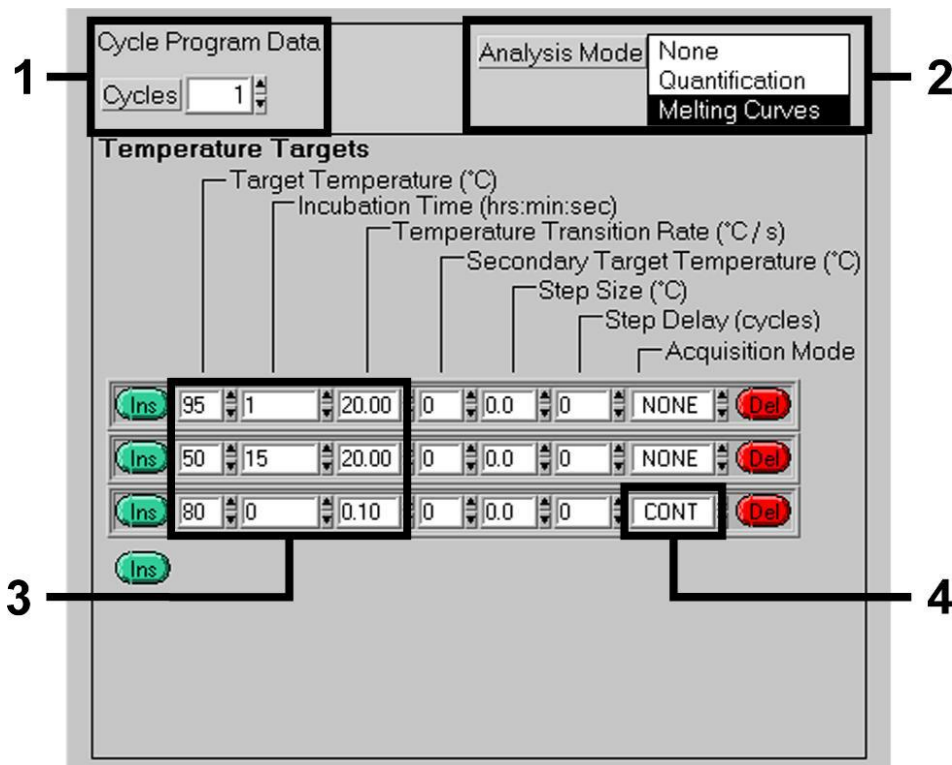 Cycle Program Data
Cycles 1
Analysis Mode
None
Quantification
Melting Curves
1
2
Temperature Targets
Target Temperature (°C)
Incubation Time (hrs:min:sec)
Temperature Transition Rate (°C / s)
Secondary Target Temperature (°C)
Step Size (°C)
Step Delay (cycles)
Acquisition Mode
Ins 95 1 20.00 0 0.0 0 NONE Del
Ins 50 15 20.00 0 0.0 0 NONE Del
Ins 80 0 0.10 0 0.0 0 CONT Del
Ins
3
4